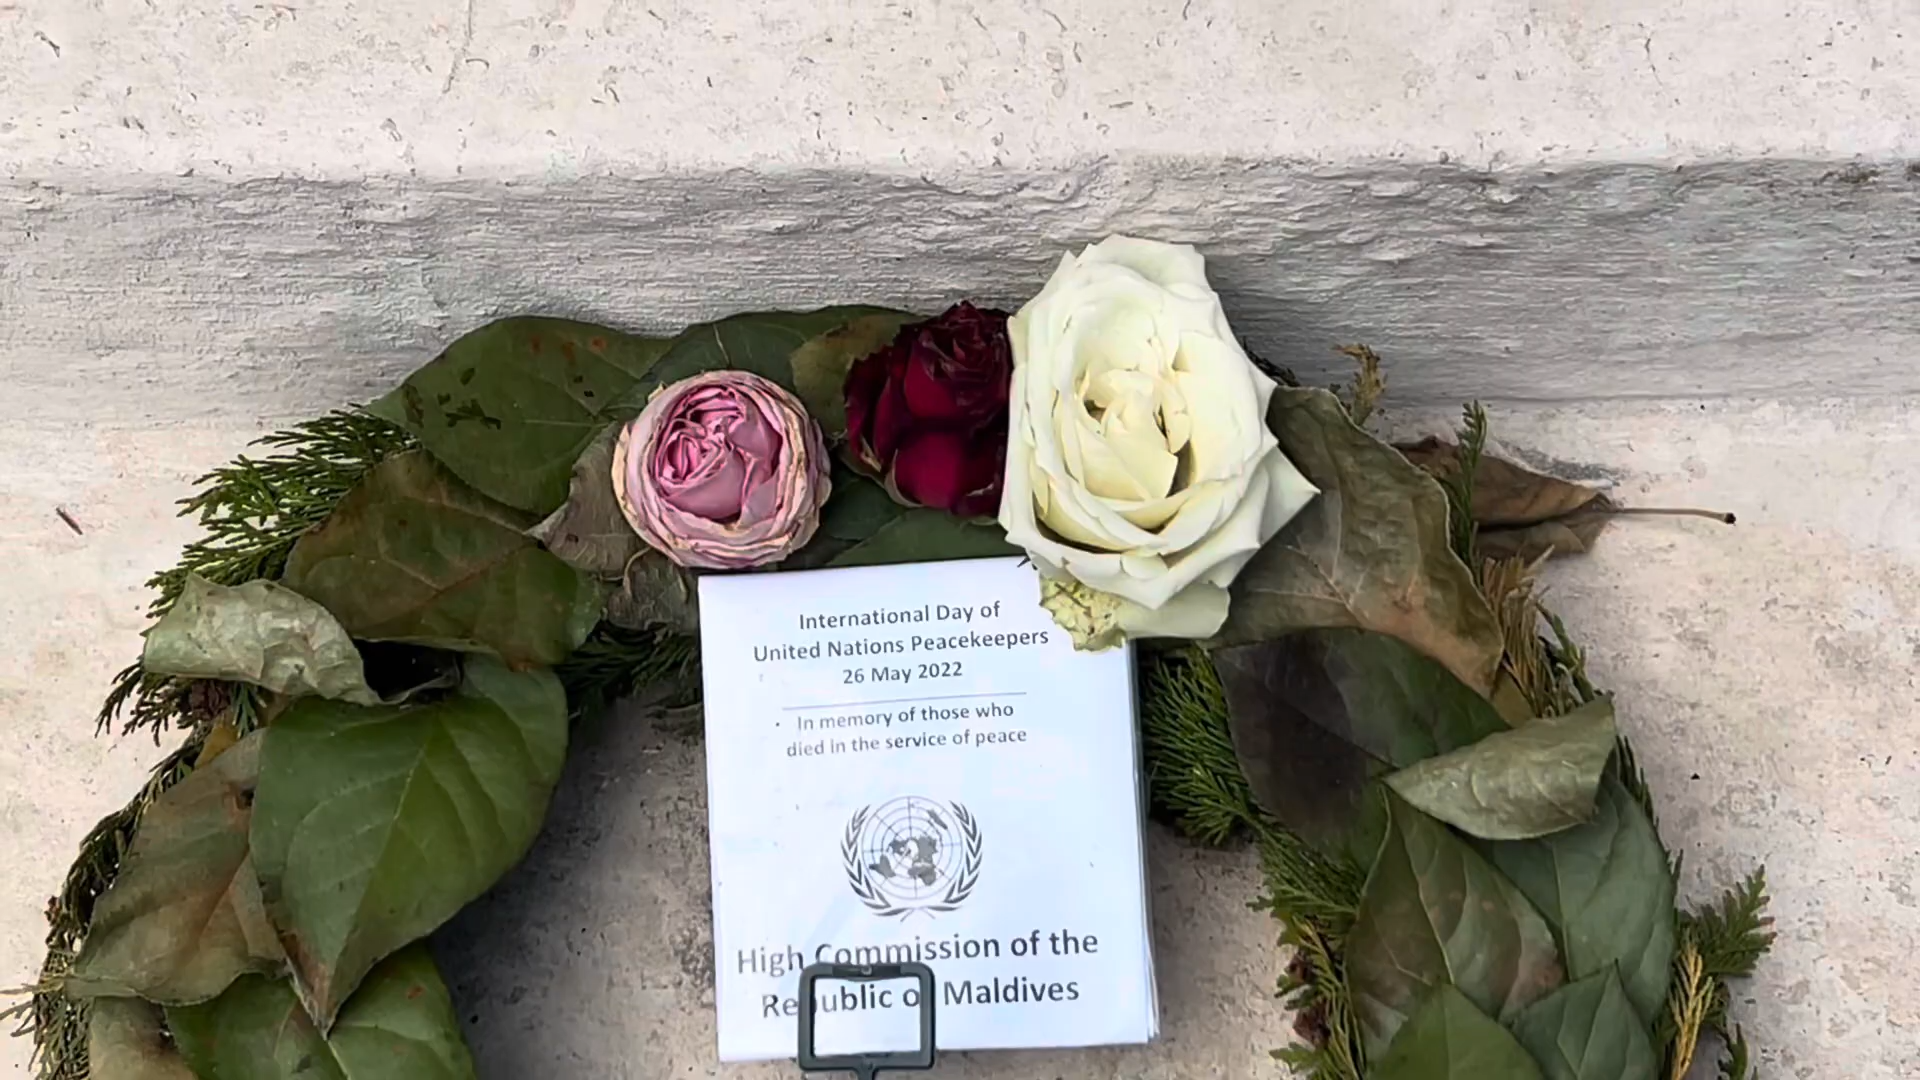 International Day of
United Nations Peacekeepers
26 May 2022
In memory of those who
died in the service of peace
High Commission of the
Republic of Maldives